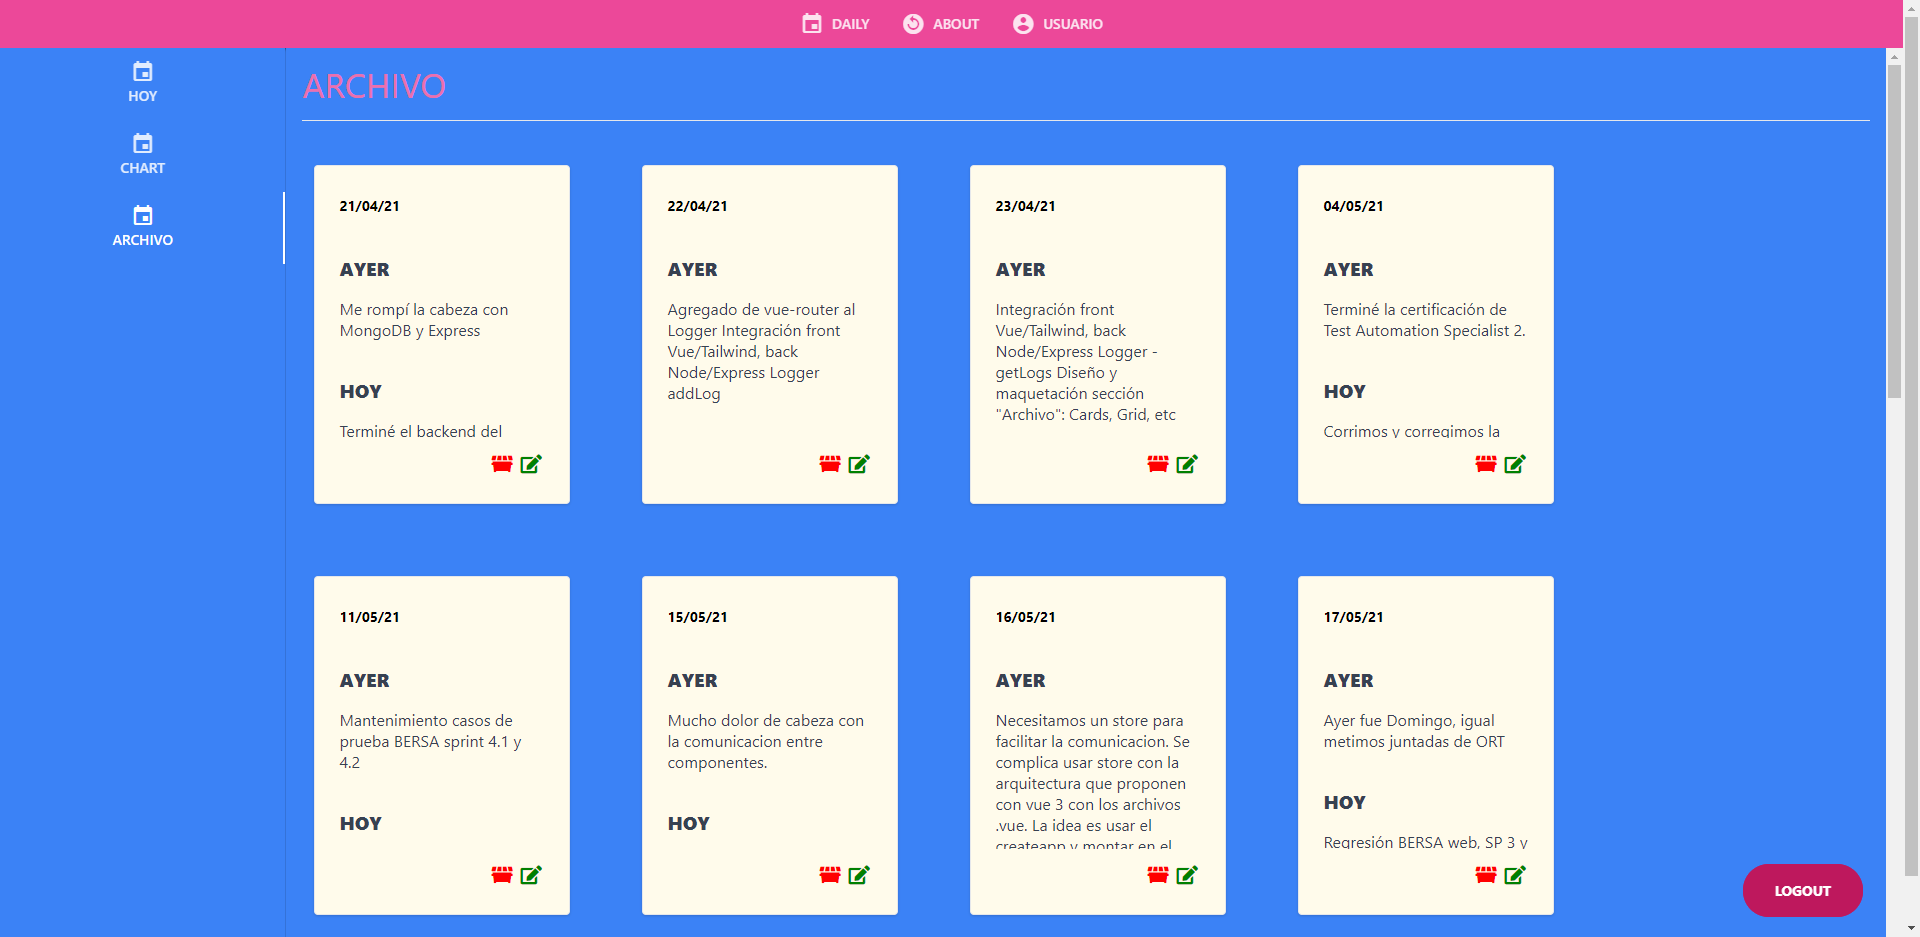 DAILY
ABOUT
USUARIO
HOY
CHART
ARCHIVO
ARCHIVO
21/04/21
AYER
Me rompí la cabeza con
MongoDB y Express
HOY
Terminé el backend del
22/04/21
AYER
Agregado de vue-router al
Logger Integración front
Vue/Tailwind, back
Node/Express Logger
addLog
23/04/21
AYER
Integración front
Vue/Tailwind, back
Node/Express Logger -
getLogs Diseño y
maquetación sección
"Archivo": Cards, Grid, etc
04/05/21
AYER
Terminé la certificación de
Test Automation Specialist 2.
HOY
Corrimos y corregimos la
11/05/21
AYER
Mantenimiento casos de
prueba BERSA sprint 4.1 y
4.2
HOY
15/05/21
AYER
Mucho dolor de cabeza con
la comunicacion entre
componentes.
HOY
16/05/21
AYER
Necesitamos un store para
facilitar la comunicacion. Se
complica usar store con la
arquitectura que proponen
con vue 3 con los archivos
.vue. La idea es usar el
createapp y montar en el
17/05/21
AYER
Ayer fue Domingo, igual
metimos juntadas de ORT
HOY
Regresión BERSA web, SP 3 y
LOGOUT